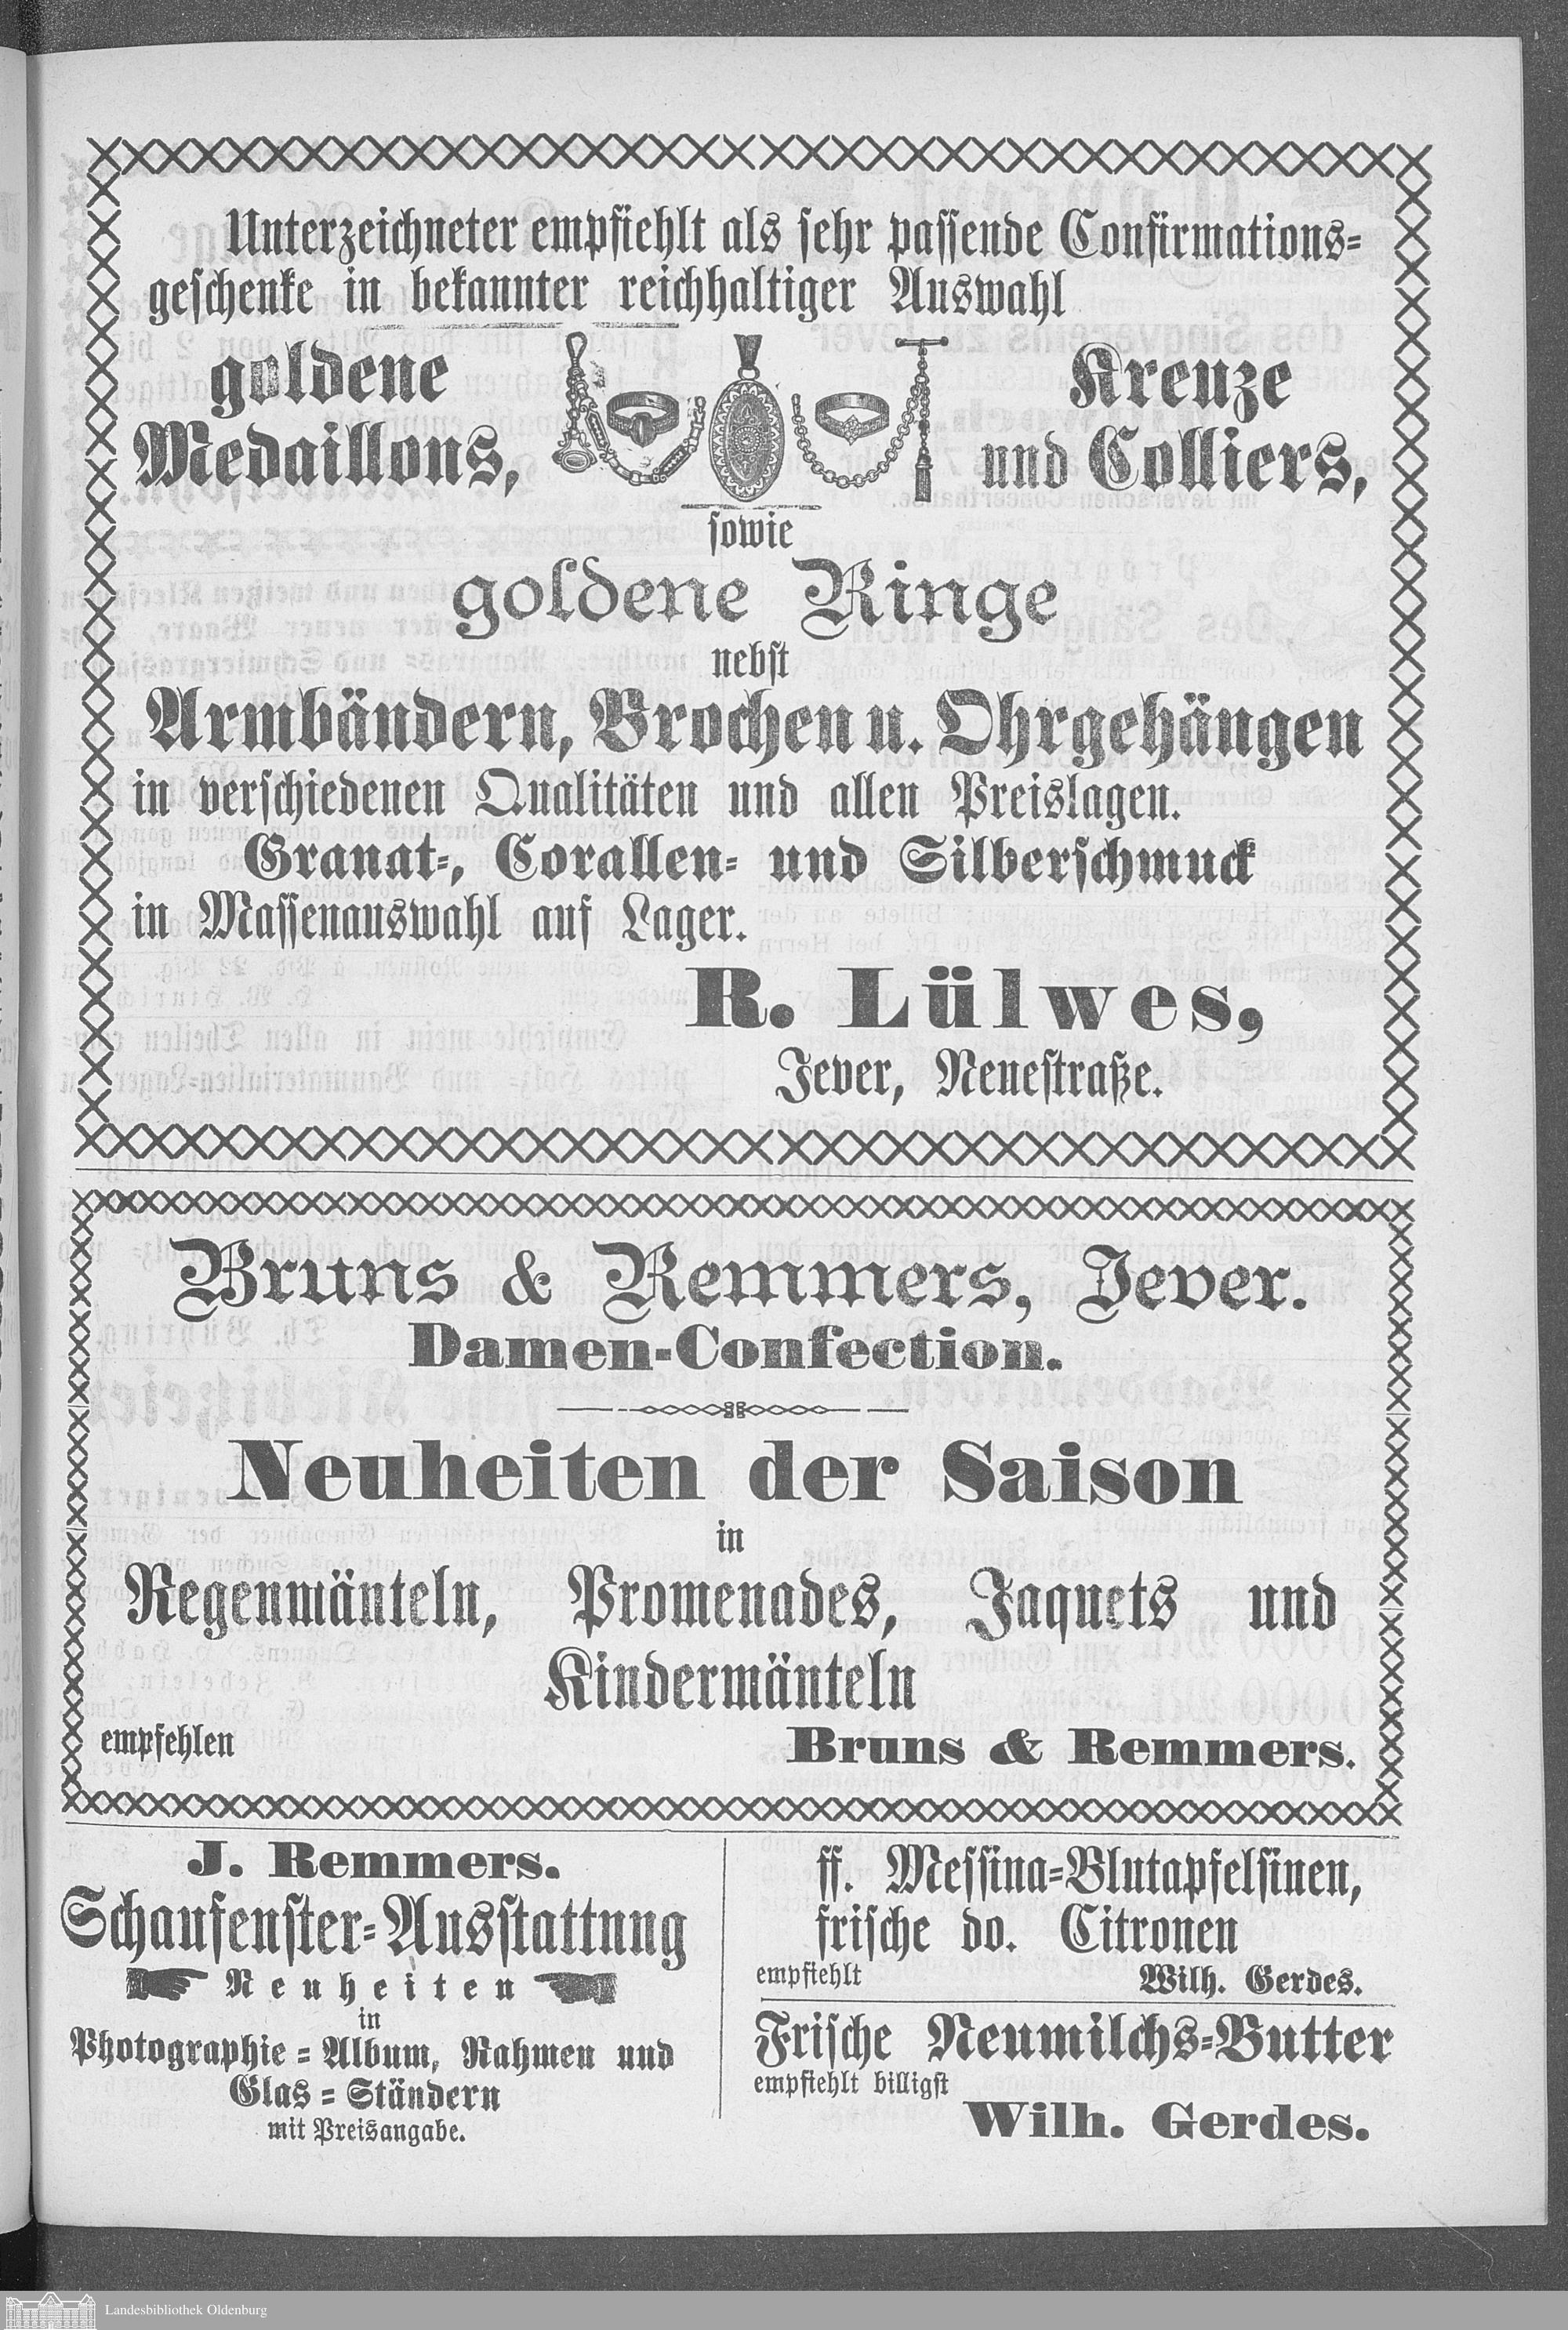 Unterzeichneter empfiehlt als sehr passende Confirmations-
geschenke in bekannter reichhaltiger Auswahl
goldene
Medaillons,
Kreuze
und Colliers,
sowie
goldene Ringe
nebst
Armbändern, Brochen u. Ohrgehängen
in verschiedenen Qualitäten und allen Preislagen.
Granat-, Corallen- und Silberschmuck
in Massenauswahl auf Lager.
R. Lülwes,
Jever, Neuestraße.
Bruns & Remmers, Jever.
Damen-Confection.
Neuheiten der Saison
in
Regenmänteln, Promenades, Jaquets und
Kindermänteln
empfehlen
Bruns & Remmers.
J. Remmers.
Schaufenster-Ausstattung
Neuheiten
in
Photographie-Album, Rahmen und
Glas-Ständern
mit Preisangabe.
ff. Messina-Blutapfelsinen,
frische do. Citronen
empfiehlt Wilh. Gerdes.
Frische Neumilchs-Butter
empfiehlt billigst
Wilh. Gerdes.
Landesbibliothek Oldenburg